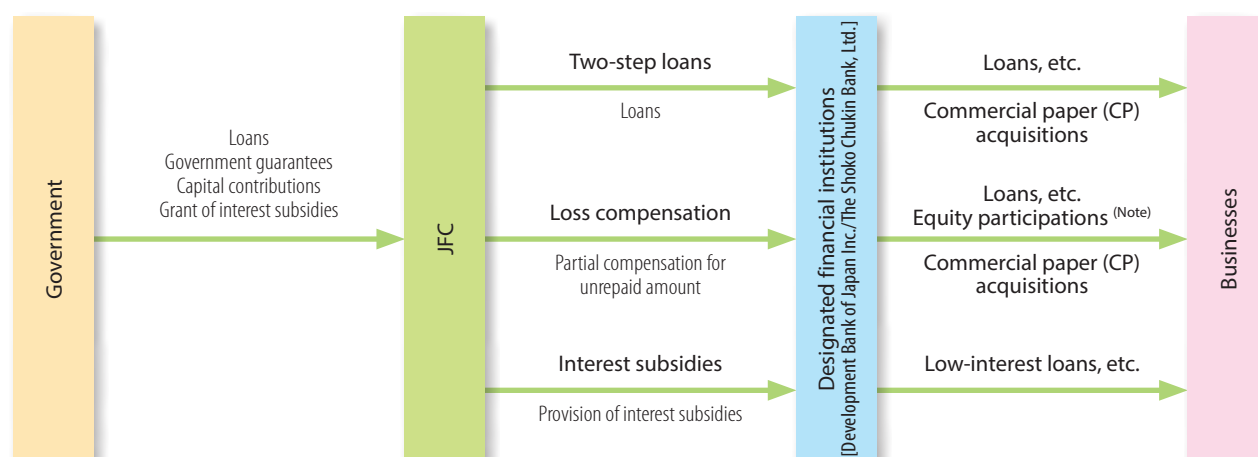 Government
Loans
Government guarantees
Capital contributions
Grant of interest subsidies
JFC
Two-step loans
Loans
Loss compensation
Partial compensation for
unrepaid amount
Interest subsidies
Provision of interest subsidies
Designated financial institutions
[Development Bank of Japan Inc./The Shoko Chukin Bank, Ltd.]
Loans, etc.
Commercial paper (CP)
acquisitions
Loans, etc.
Equity participations (Note)
Commercial paper (CP)
acquisitions
Low-interest loans, etc.
Businesses